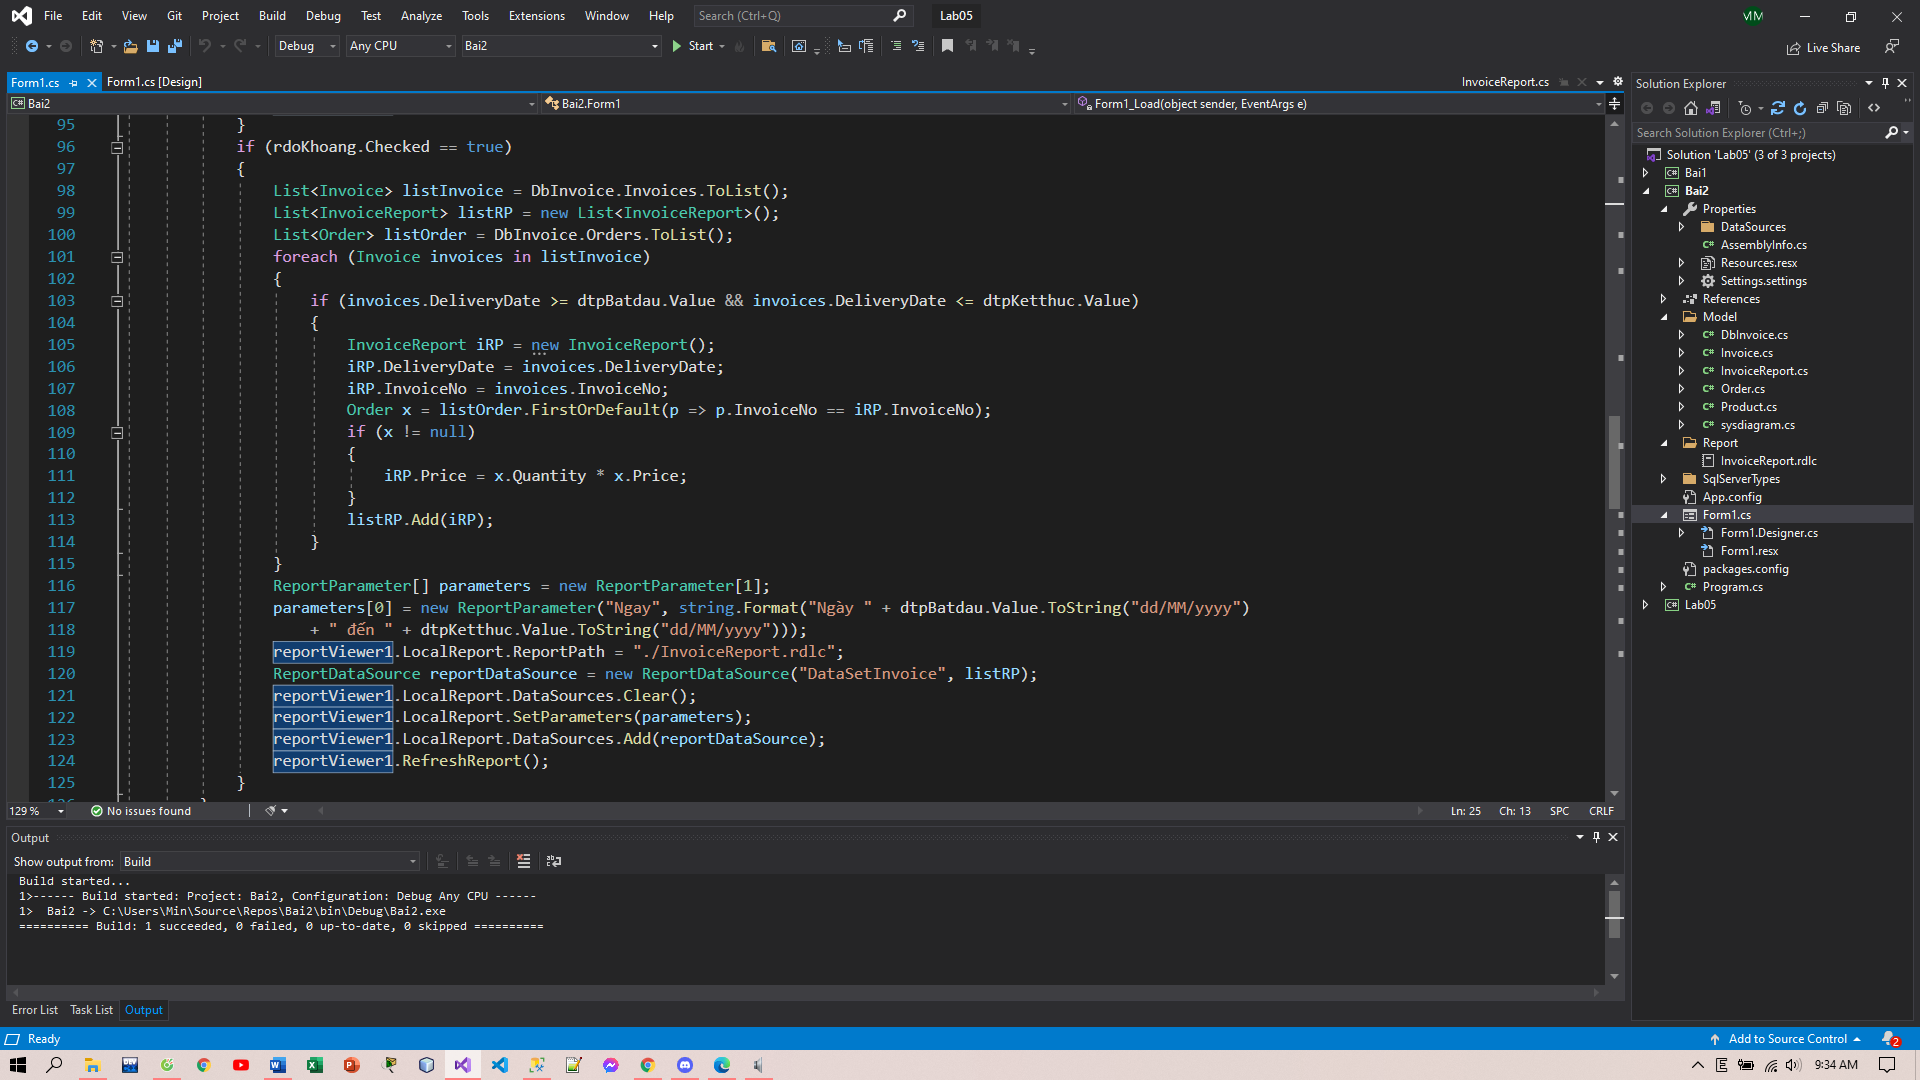 File Edit View Git Project Build Debug Test Analyze Tools Extensions Window Help Search (Ctrl+Q) Lab05
Debug Any CPU Bai2 Start Live Share
Form1.cs Form1.cs [Design] InvoiceReport.cs
Bai2 Bai2.Form1 Form1_Load(object sender, EventArgs e)
95 }
96 if (rdoKhoang.Checked == true)
97 {
98 List<Invoice> listInvoice = DbInvoice.Invoices.ToList();
99 List<InvoiceReport> listRP = new List<InvoiceReport>();
100 List<Order> listOrder = DbInvoice.Orders.ToList();
101 foreach (Invoice invoices in listInvoice)
102 {
103 if (invoices.DeliveryDate >= dtpBatdau.Value && invoices.DeliveryDate <= dtpKetthuc.Value)
104 {
105 InvoiceReport iRP = new InvoiceReport();
106 iRP.DeliveryDate = invoices.DeliveryDate;
107 iRP.InvoiceNo = invoices.InvoiceNo;
108 Order x = listOrder.FirstOrDefault(p => p.InvoiceNo == iRP.InvoiceNo);
109 if (x != null)
110 {
111 iRP.Price = x.Quantity * x.Price;
112 }
113 listRP.Add(iRP);
114 }
115 }
116 ReportParameter[] parameters = new ReportParameter[1];
117 parameters[0] = new ReportParameter("Ngay", string.Format("Ngày " + dtpBatdau.Value.ToString("dd/MM/yyyy")
118 + " đến " + dtpKetthuc.Value.ToString("dd/MM/yyyy")));
119 reportViewer1.LocalReport.ReportPath = "./InvoiceReport.rdlc";
120 ReportDataSource reportDataSource = new ReportDataSource("DataSetInvoice", listRP);
121 reportViewer1.LocalReport.DataSources.Clear();
122 reportViewer1.LocalReport.SetParameters(parameters);
123 reportViewer1.LocalReport.DataSources.Add(reportDataSource);
124 reportViewer1.RefreshReport();
125 }
129 % No issues found Ln: 25 Ch: 13 SPC CRLF
Output
Show output from: Build
Build started...
1>------ Build started: Project: Bai2, Configuration: Debug Any CPU ------
1> Bai2 -> C:\Users\Min\Source\Repos\Bai2\bin\Debug\Bai2.exe
========== Build: 1 succeeded, 0 failed, 0 up-to-date, 0 skipped ==========
Error List Task List Output
Solution Explorer
Search Solution Explorer (Ctrl+;)
Solution 'Lab05' (3 of 3 projects)
Bai1
Bai2
Properties
DataSources
AssemblyInfo.cs
Resources.resx
Settings.settings
References
Model
DbInvoice.cs
Invoice.cs
InvoiceReport.cs
Order.cs
Product.cs
sysdiagram.cs
Report
InvoiceReport.rdlc
SqlServerTypes
App.config
Form1.cs
Form1.Designer.cs
Form1.resx
packages.config
Program.cs
Lab05
Ready Add to Source Control 2
9:34 AM